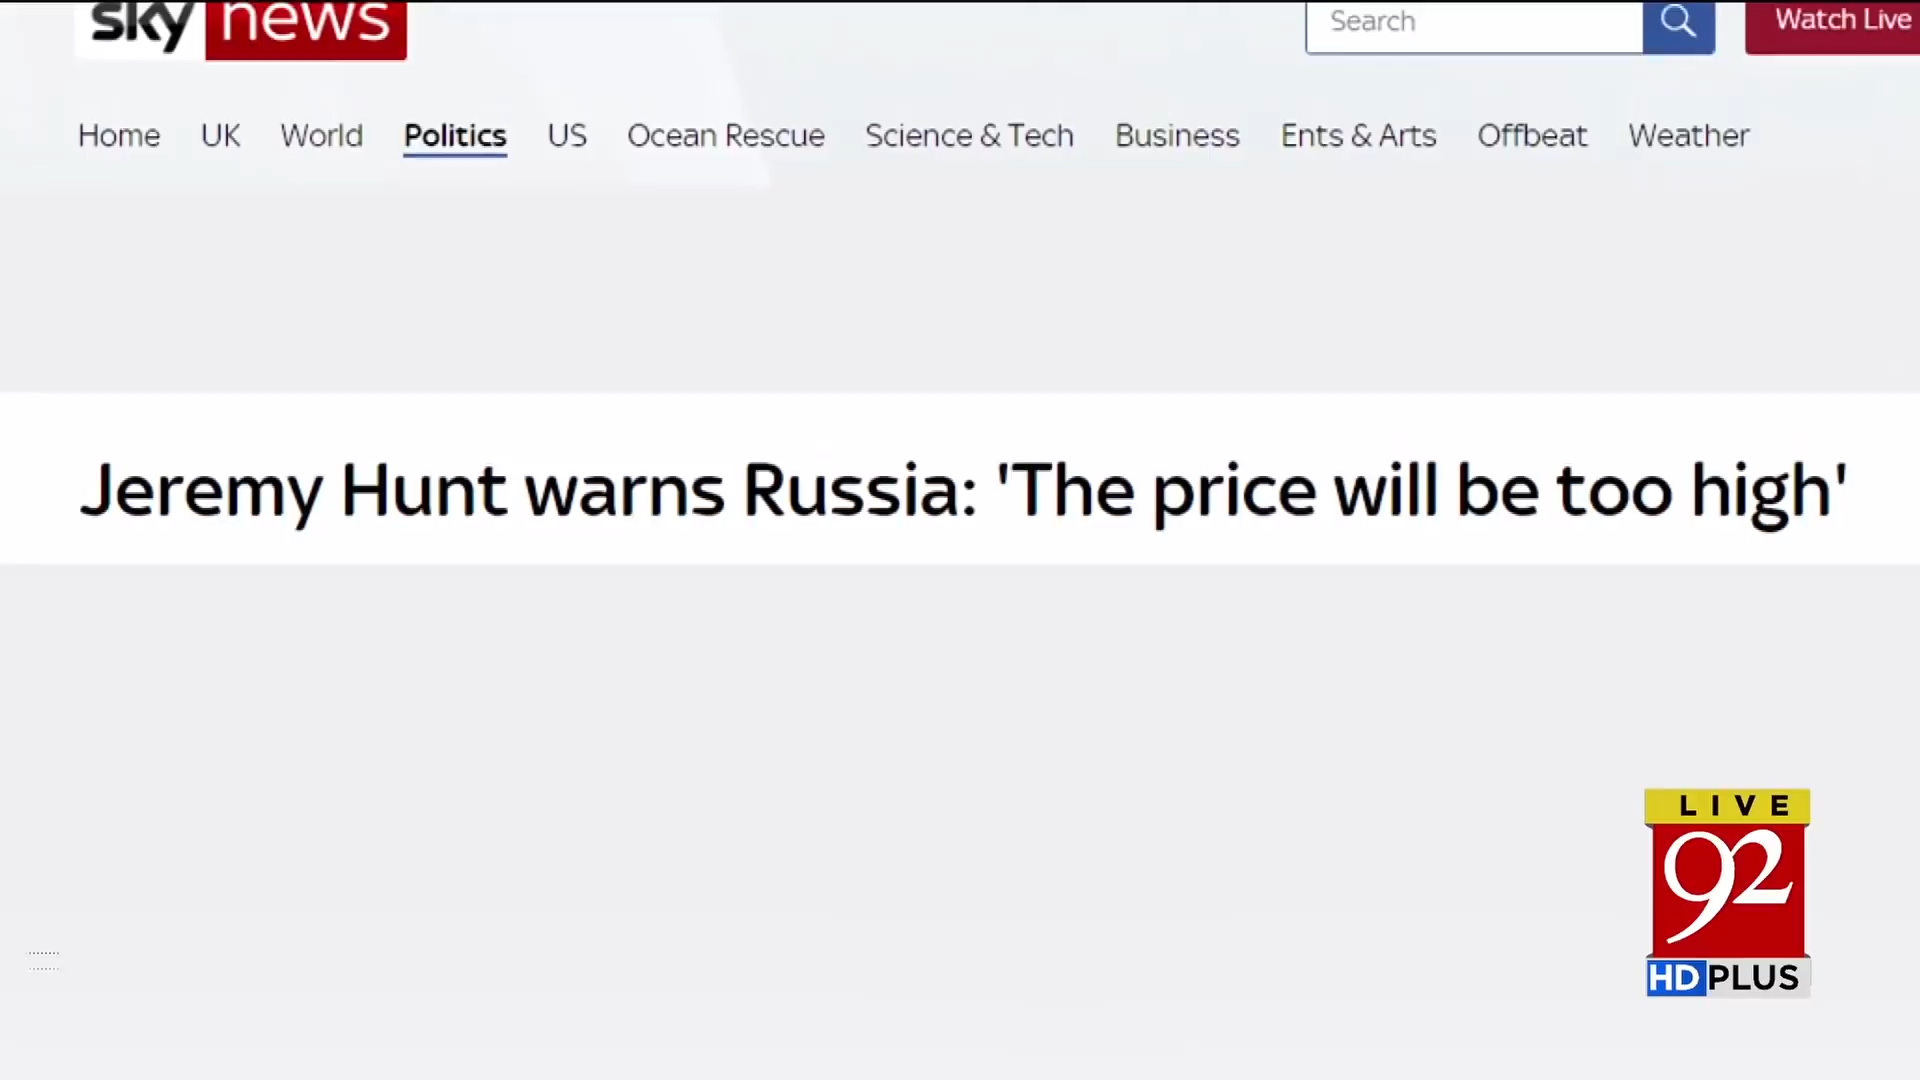 sky news
Search
Watch Live
Home UK World Politics US Ocean Rescue Science & Tech Business Ents & Arts Offbeat Weather
Jeremy Hunt warns Russia: 'The price will be too high'
LIVE
92
HD PLUS